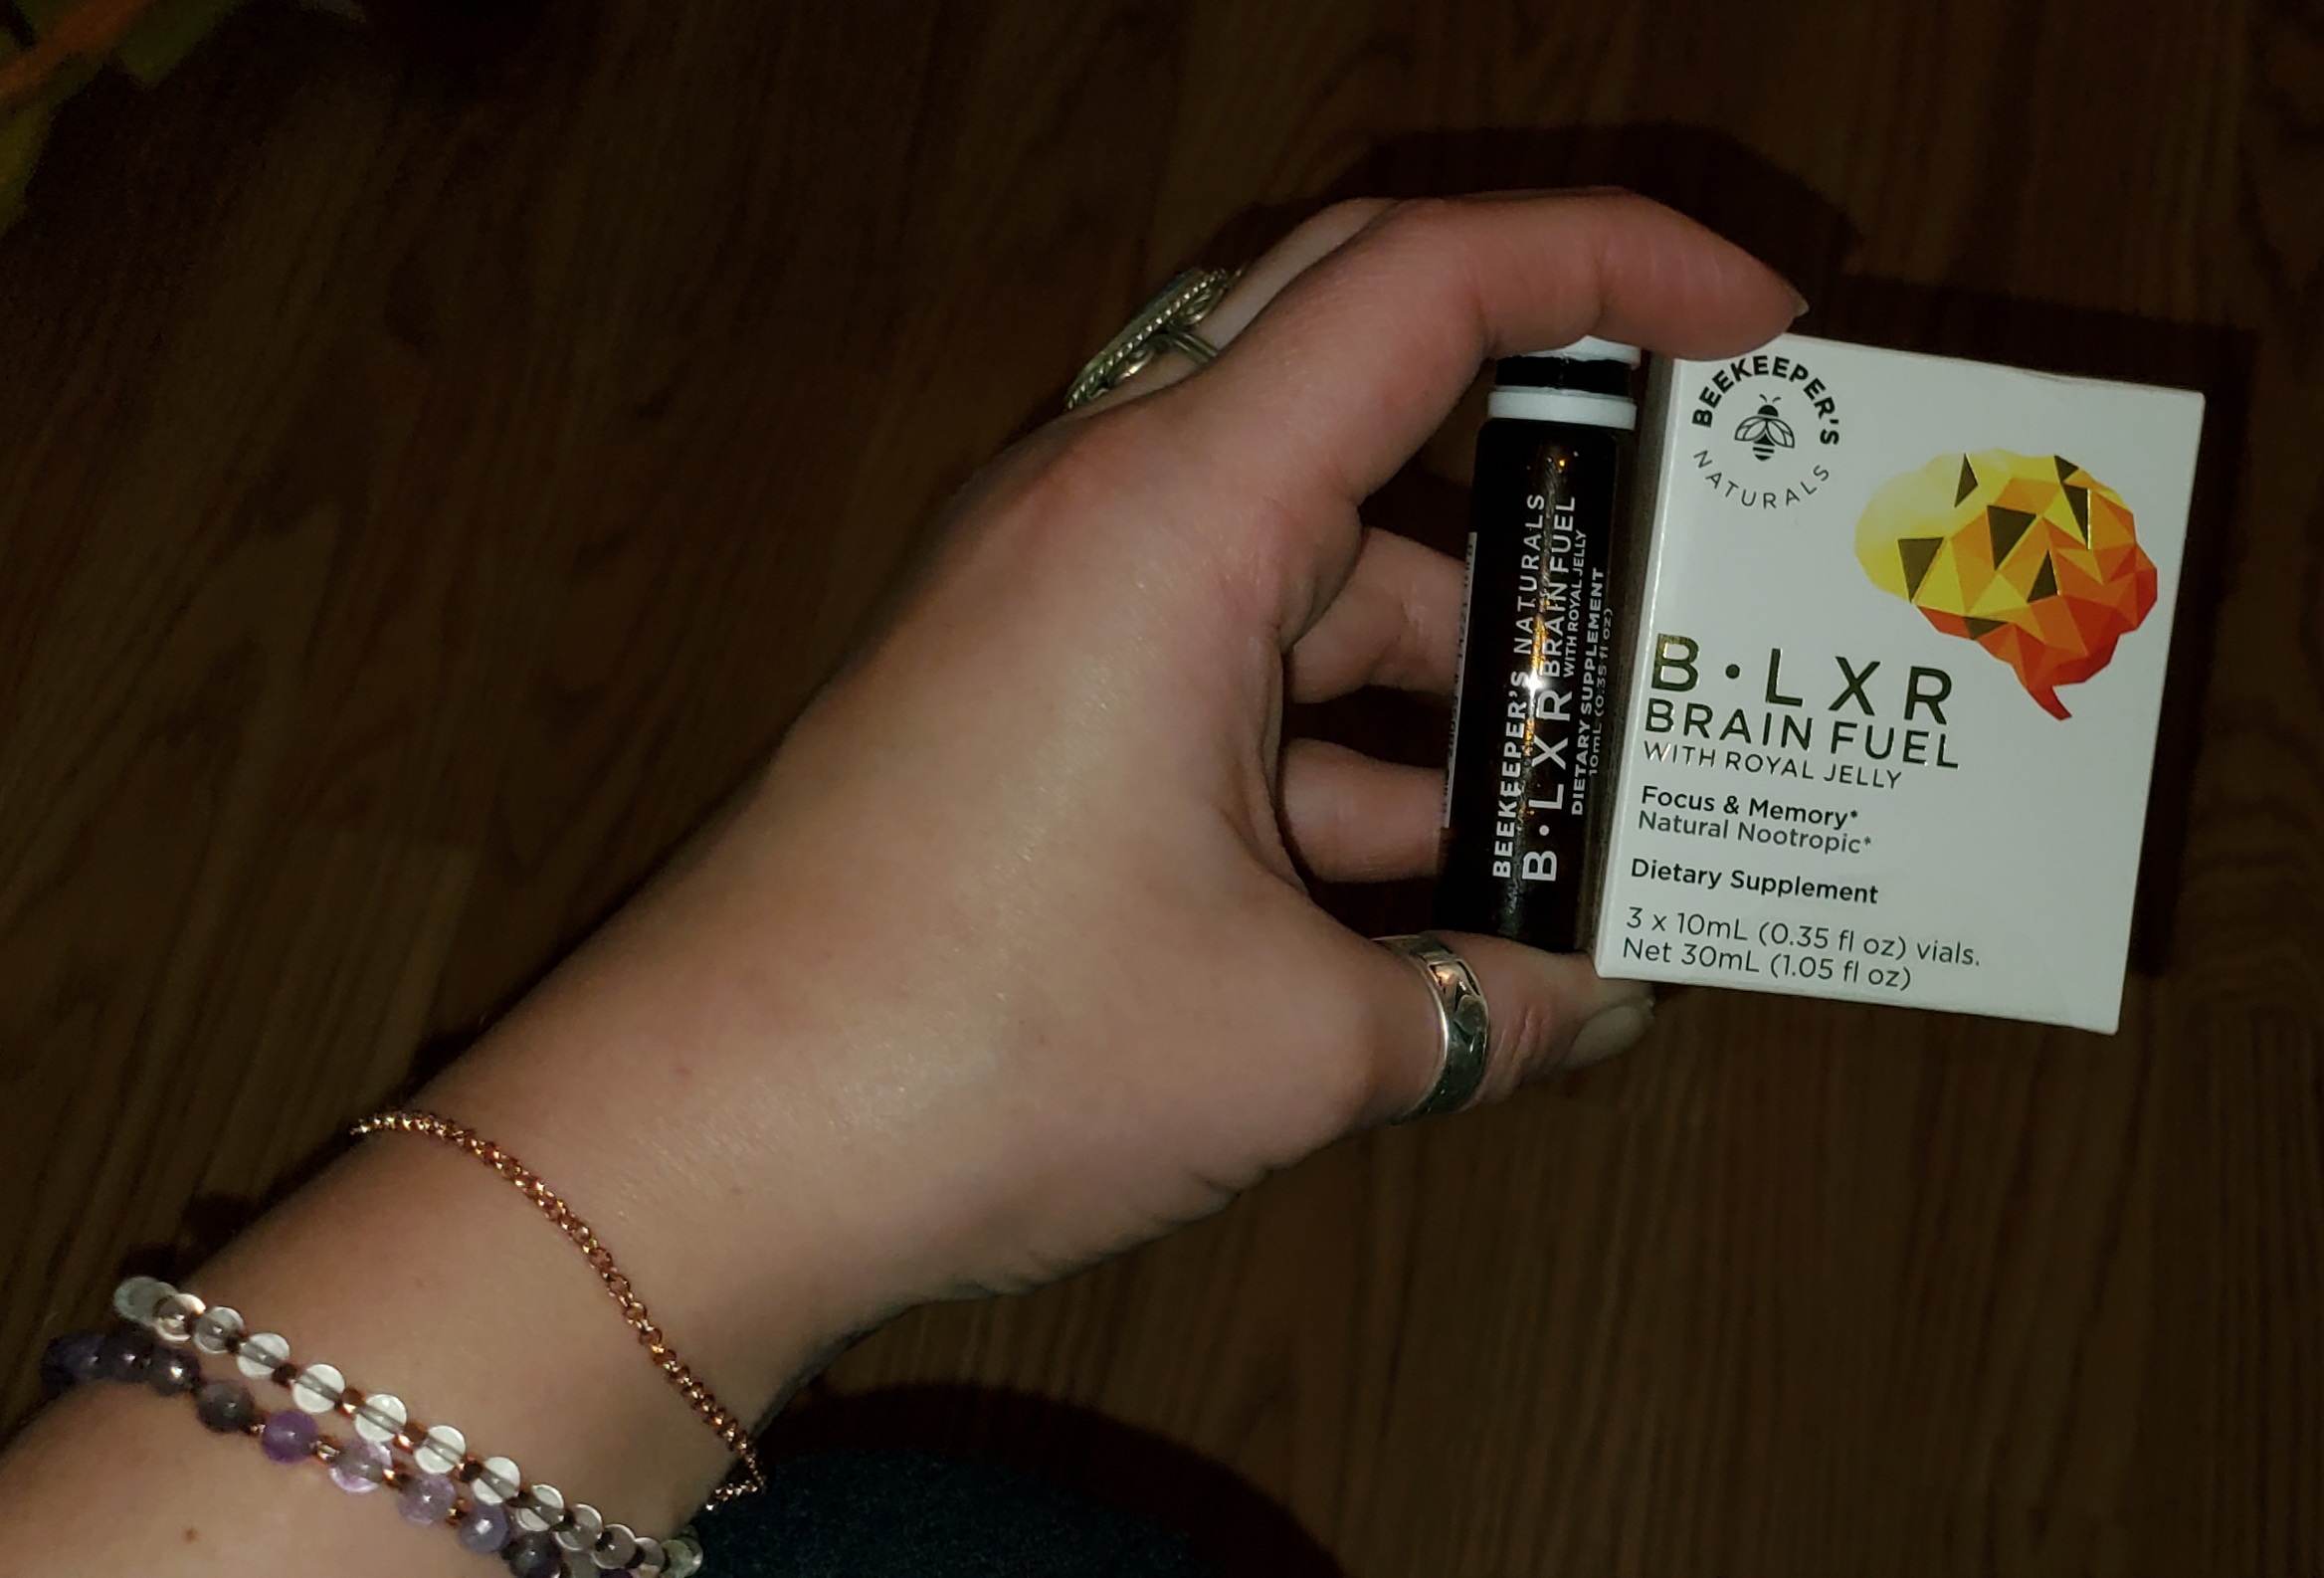 BEEKEEPER'S NATURALS
B·LXR BRAIN FUEL
WITH ROYAL JELLY
DIETARY SUPPLEMENT
10mL (0.35 fl oz)
BEEKEEPER'S
NATURALS
B·LXR
BRAIN FUEL
WITH ROYAL JELLY
Focus & Memory*
Natural Nootropic*
Dietary Supplement
3 x 10mL (0.35 fl oz) vials.
Net 30mL (1.05 fl oz)